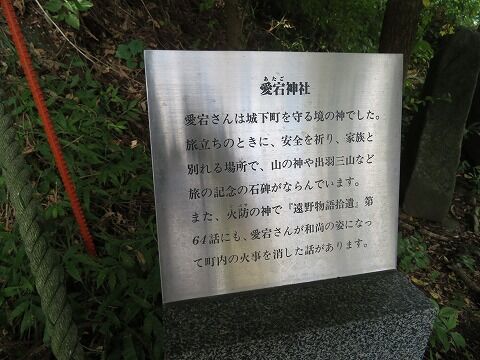 あたご
愛宕神社
愛宕さんは城下町を守る境の神でした。
旅立ちのときに、安全を祈り、家族と
別れる場所で、山の神や出羽三山など
旅の記念の石碑がならんでいます。
また、火防の神で『遠野物語拾遺』第
64話にも、愛宕さんが和尚の姿になっ
て町内の火事を消した話があります。